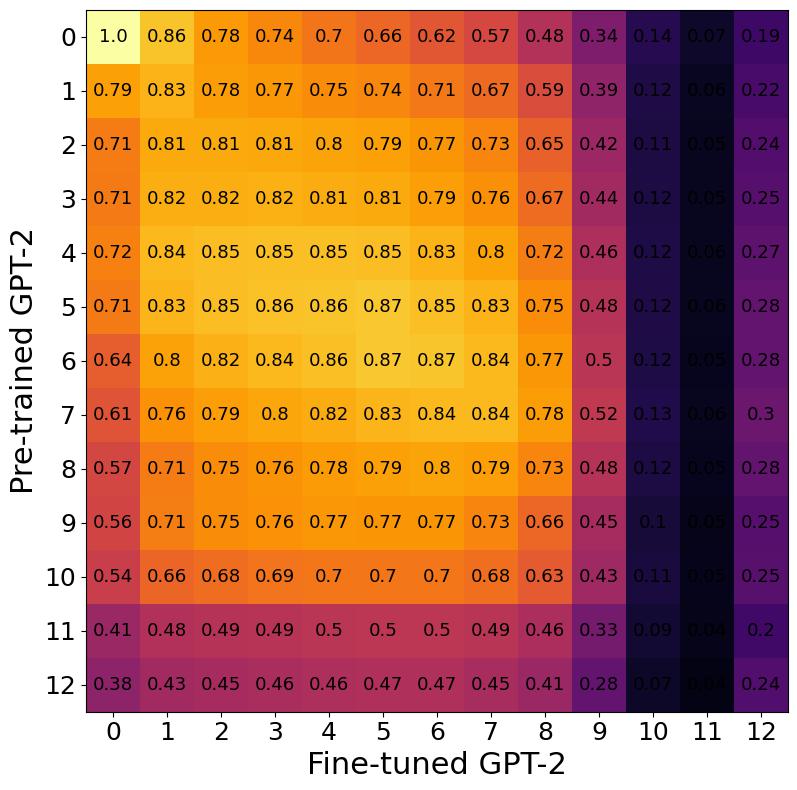 0 1.0 0.86 0.78 0.74 0.7 0.66 0.62 0.57 0.48 0.34 0.14 0.07 0.19
1 0.79 0.83 0.78 0.77 0.75 0.74 0.71 0.67 0.59 0.39 0.12 0.06 0.22
2 0.71 0.81 0.81 0.81 0.8 0.79 0.77 0.73 0.65 0.42 0.11 0.05 0.24
3 0.71 0.82 0.82 0.82 0.81 0.81 0.79 0.76 0.67 0.44 0.12 0.05 0.25
4 0.72 0.84 0.85 0.85 0.85 0.85 0.83 0.8 0.72 0.46 0.12 0.06 0.27
5 0.71 0.83 0.85 0.86 0.86 0.87 0.85 0.83 0.75 0.48 0.12 0.06 0.28
6 0.64 0.8 0.82 0.84 0.86 0.87 0.87 0.84 0.77 0.5 0.12 0.05 0.28
7 0.61 0.76 0.79 0.8 0.82 0.83 0.84 0.84 0.78 0.52 0.13 0.06 0.3
8 0.57 0.71 0.75 0.76 0.78 0.79 0.8 0.79 0.73 0.48 0.12 0.05 0.28
9 0.56 0.71 0.75 0.76 0.77 0.77 0.77 0.73 0.66 0.45 0.1 0.05 0.25
10 0.54 0.66 0.68 0.69 0.7 0.7 0.7 0.68 0.63 0.43 0.11 0.05 0.25
11 0.41 0.48 0.49 0.49 0.5 0.5 0.5 0.49 0.46 0.33 0.09 0.04 0.2
12 0.38 0.43 0.45 0.46 0.46 0.47 0.47 0.45 0.41 0.28 0.07 0.04 0.24
0 1 2 3 4 5 6 7 8 9 10 11 12
Fine-tuned GPT-2
Pre-trained GPT-2